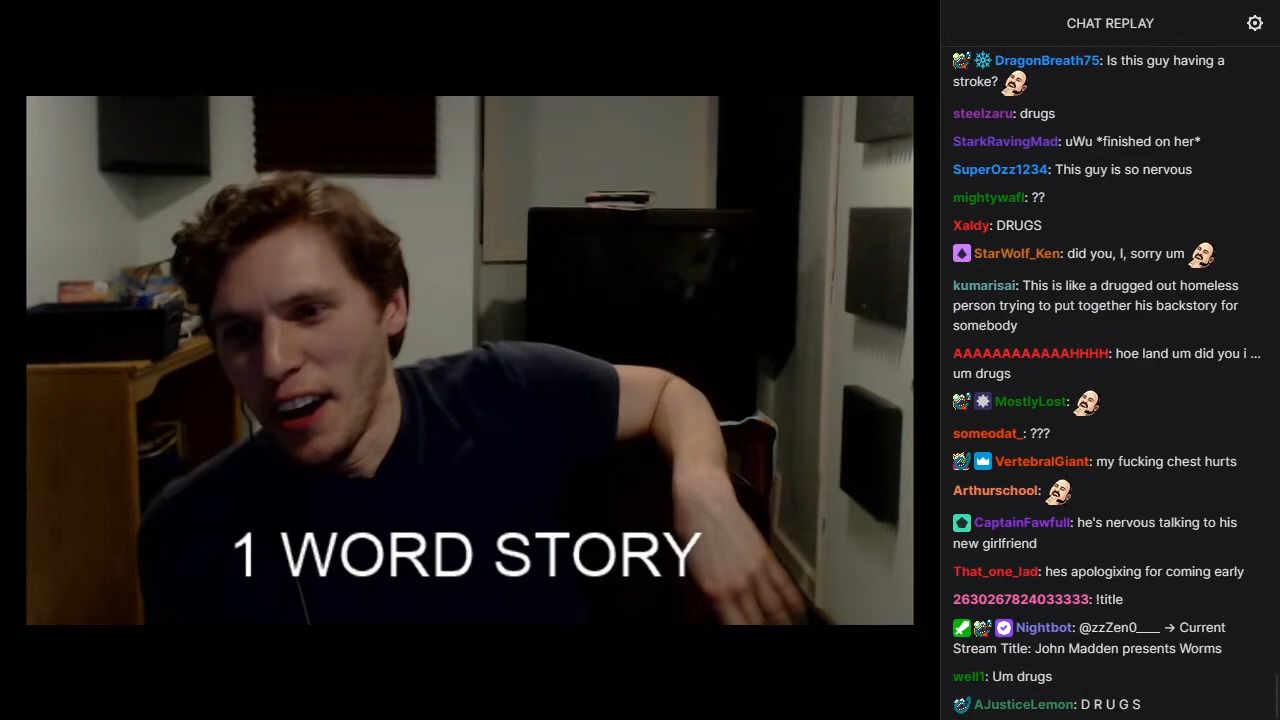 1 WORD STORY
CHAT REPLAY
DragonBreath75: Is this guy having a
stroke?
steelzaru: drugs
StarkRavingMad: uWu *finished on her*
SuperOzz1234: This guy is so nervous
mightywafl: ??
Xaldy: DRUGS
StarWolf_Ken: did you, I, sorry um
kumarisai: This is like a drugged out homeless
person trying to put together his backstory for
somebody
AAAAAAAAAAAAHHHH: hoe land um did you i ...
um drugs
MostlyLost:
someodat_: ???
VertebralGiant: my fucking chest hurts
Arthurschool:
CaptainFawfull: he's nervous talking to his
new girlfriend
That_one_lad: hes apologixing for coming early
2630267824033333: !title
Nightbot: @zzZen0___ -> Current
Stream Title: John Madden presents Worms
well1: Um drugs
AJusticeLemon: D R U G S